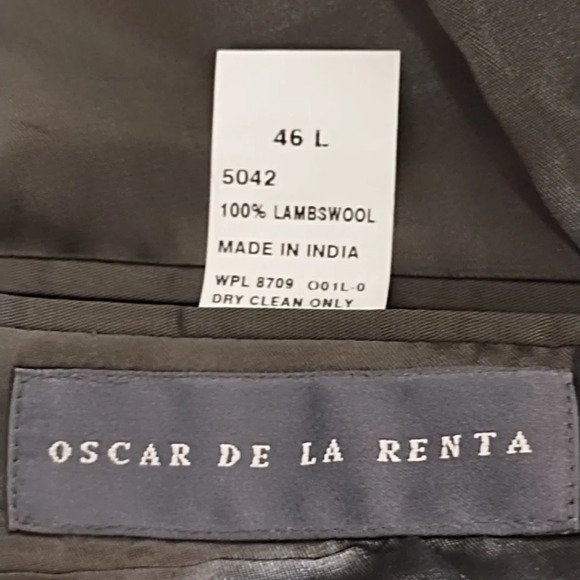 46 L
5042
100% LAMBSWOOL
MADE IN INDIA
WPL 8709 O01L-0
DRY CLEAN ONLY
OSCAR DE LA RENTA